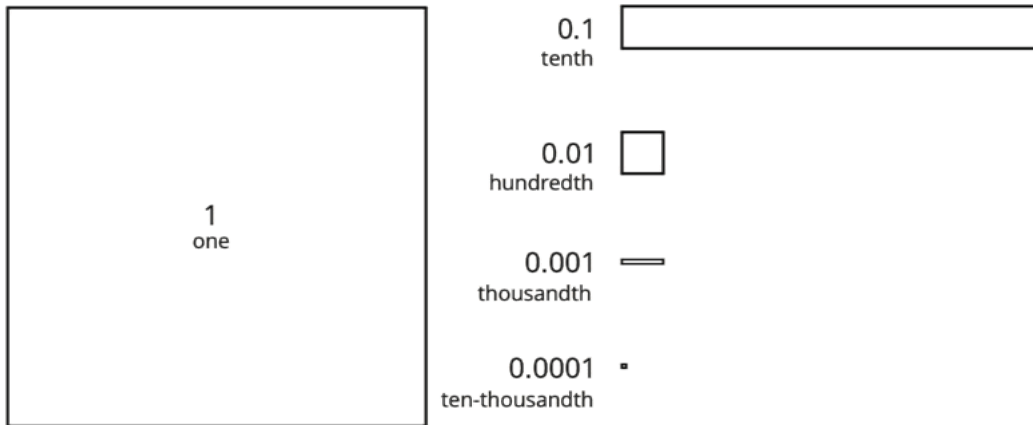 1
one
0.1
tenth
0.01
hundredth
0.001
thousandth
0.0001
ten-thousandth